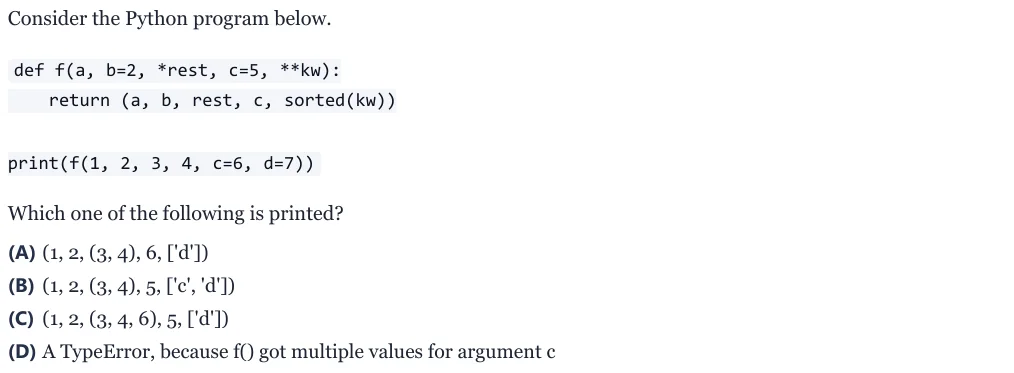 Consider the Python program below.
def f(a, b=2, *rest, c=5, **kw):
    return (a, b, rest, c, sorted(kw))
print(f(1, 2, 3, 4, c=6, d=7))
Which one of the following is printed?
(A) (1, 2, (3, 4), 6, ['d'])
(B) (1, 2, (3, 4), 5, ['c', 'd'])
(C) (1, 2, (3, 4, 6), 5, ['d'])
(D) A TypeError, because f() got multiple values for argument c